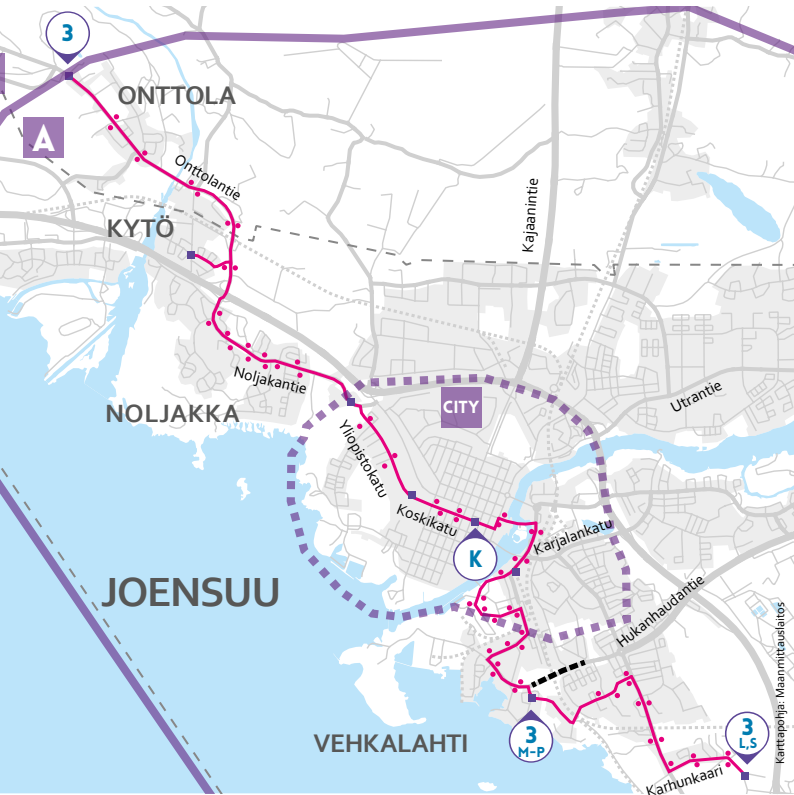 3
ONTTOLA
A
Onttolantie
KYTÖ
Kajaanintie
Noljakantie
NOLJAKKA
CITY
Utrantie
Yliopistokatu
Koskikatu
K
Karjalankatu
JOENSUU
Hukanhaudantie
Karttapohja: Maanmittauslaitos
VEHKALAHTI
3
M-P
3
L,S
Karhunkaari